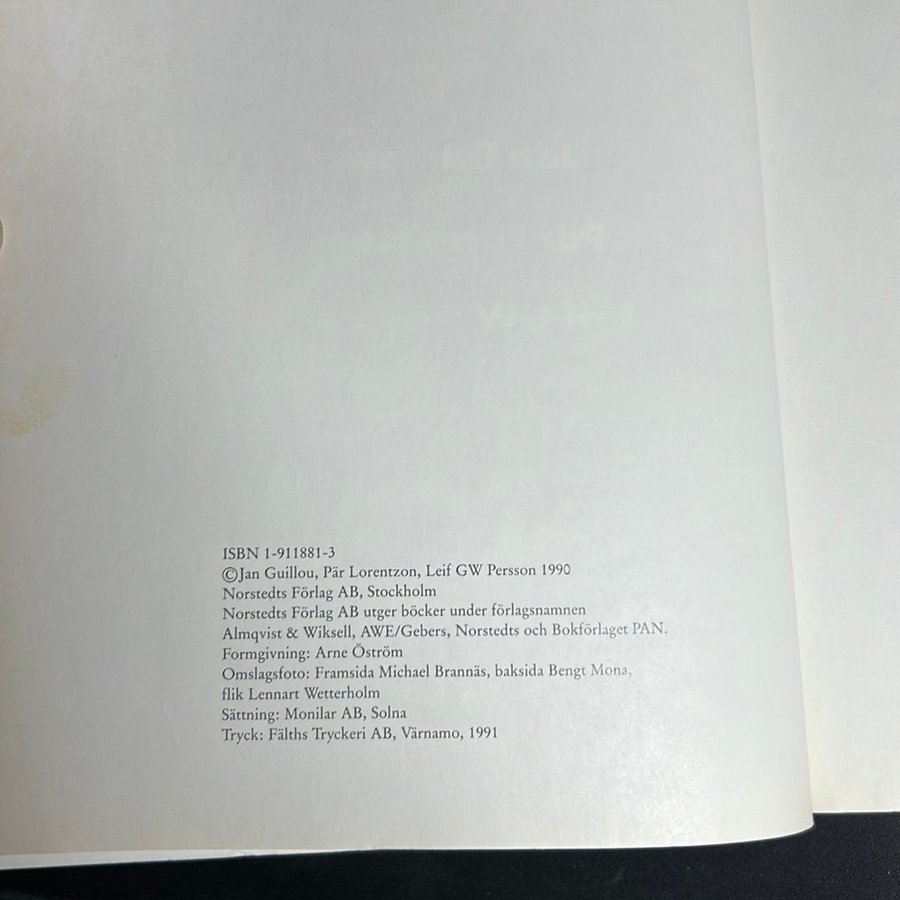 ISBN 1-911881-3
©Jan Guillou, Pär Lorentzon, Leif GW Persson 1990
Norstedts Förlag AB, Stockholm
Norstedts Förlag AB utger böcker under förlagsnamnen
Almqvist & Wiksell, AWE/Gebers, Norstedts och Bokförlaget PAN.
Formgivning: Arne Öström
Omslagsfoto: Framsida Michael Brannäs, baksida Bengt Mona,
flik Lennart Wetterholm
Sättning: Monilar AB, Solna
Tryck: Fälths Tryckeri AB, Värnamo, 1991